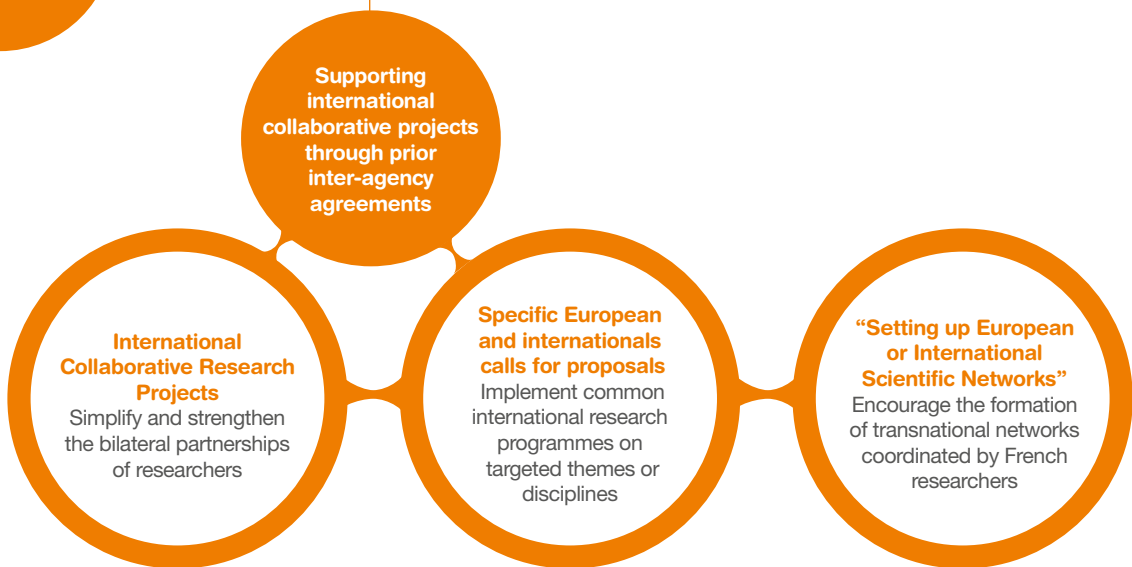 Supporting
international
collaborative projects
through prior
inter-agency
agreements
International
Collaborative Research
Projects
Simplify and strengthen
the bilateral partnerships
of researchers
Specific European
and internationals
calls for proposals
Implement common
international research
programmes on
targeted themes or
disciplines
“Setting up European
or International
Scientific Networks”
Encourage the formation
of transnational networks
coordinated by French
researchers